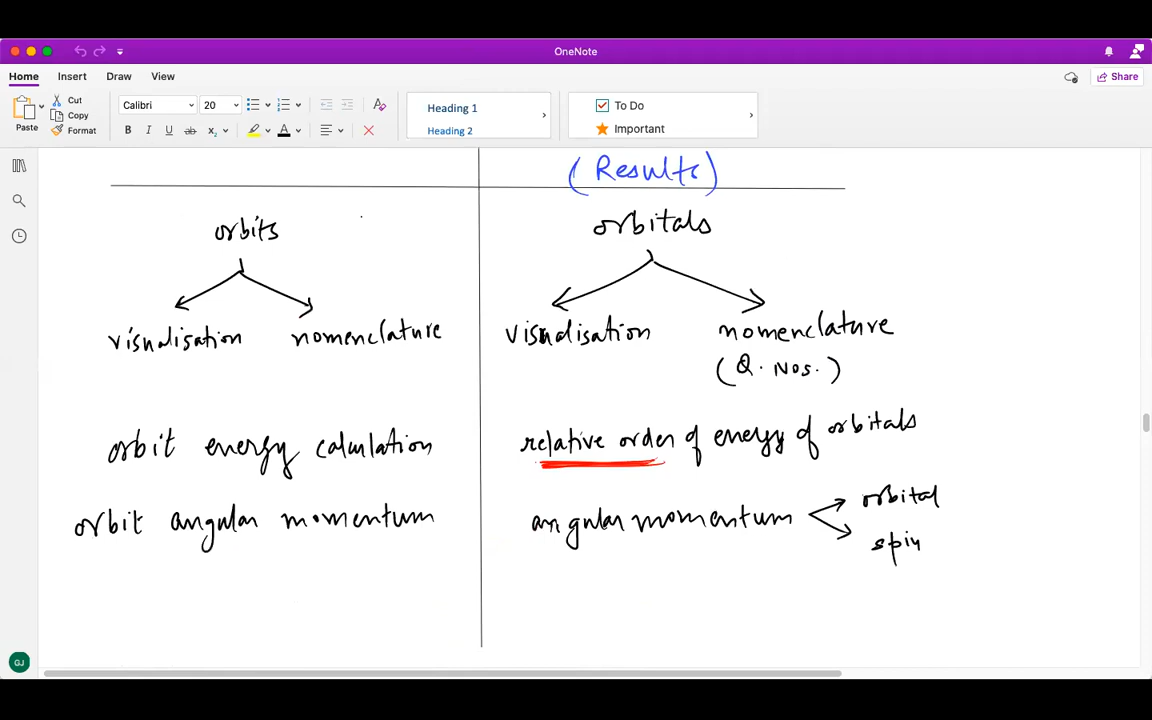 OneNote
Home Insert Draw View
Share
Paste
Cut
Copy
Format
Calibri 20
B I U ab x₂ A
Heading 1
Heading 2
To Do
Important
(Results)
orbits
visualisation nomenclature
orbit energy calculation
orbit angular momentum
orbitals
visualisation nomenclature
(Q. Nos.)
relative order of energy of orbitals
angular momentum
orbital
spin
GJ